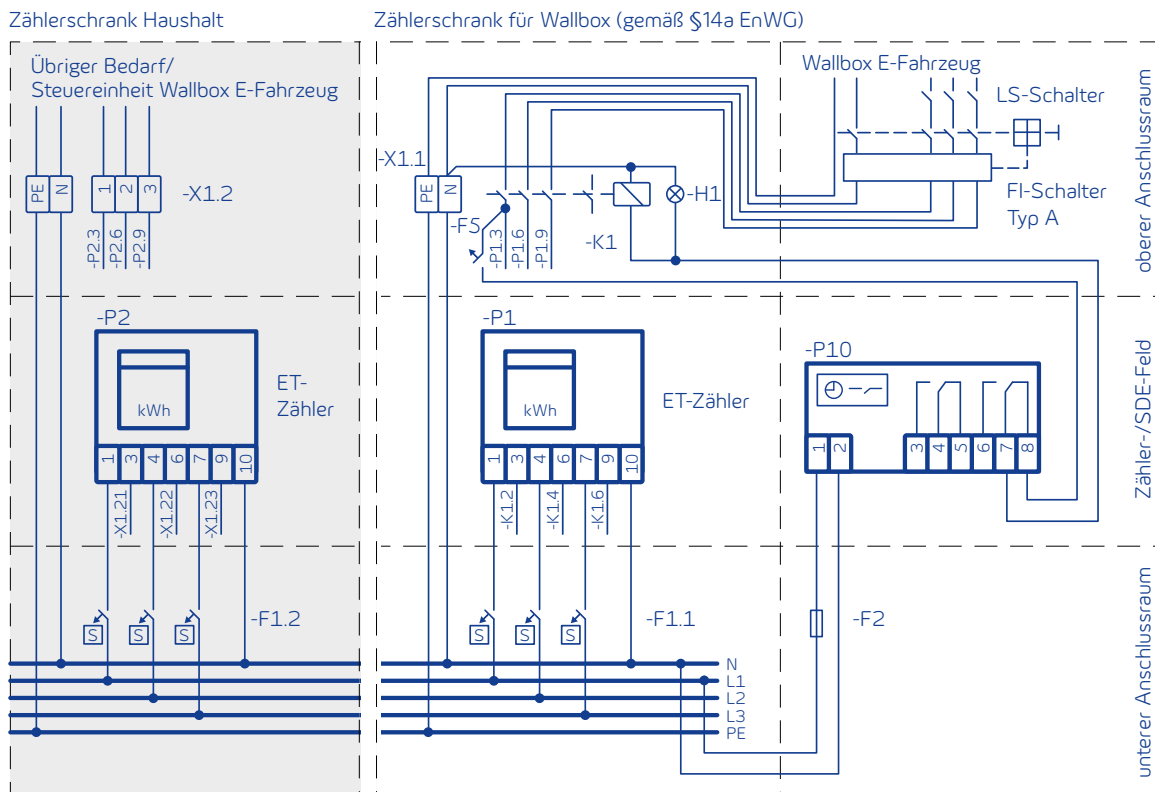 Zählerschrank Haushalt
Zählerschrank für Wallbox (gemäß §14a EnWG)
Übriger Bedarf/
Steuereinheit Wallbox E-Fahrzeug
PE
N
1
2
3
-X1.2
-P2.3
-P2.6
-P2.9
-X1.1
PE
N
-F5
-P1.3
-P1.6
-P1.9
-K1
-H1
Wallbox E-Fahrzeug
LS-Schalter
FI-Schalter
Typ A
oberer Anschlussraum
-P2
kWh
ET-
Zähler
1
3
4
6
7
9
10
-X1.21
-X1.22
-X1.23
-P1
kWh
ET-Zähler
1
3
4
6
7
9
10
-K1.2
-K1.4
-K1.6
-P10
1
2
3
4
5
6
7
8
Zähler-/SDE-Feld
S
S
S
-F1.2
S
S
S
-F1.1
-F2
N
L1
L2
L3
PE
unterer Anschlussraum